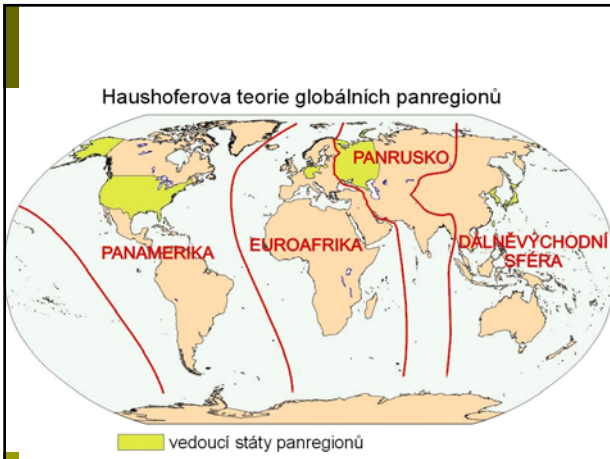 Haushoferova teorie globálních panregionů
PANRUSKO
PANAMERIKA
EUROAFRIKA
DÁLNĚVÝCHODNÍ
SFÉRA
vedoucí státy panregionů